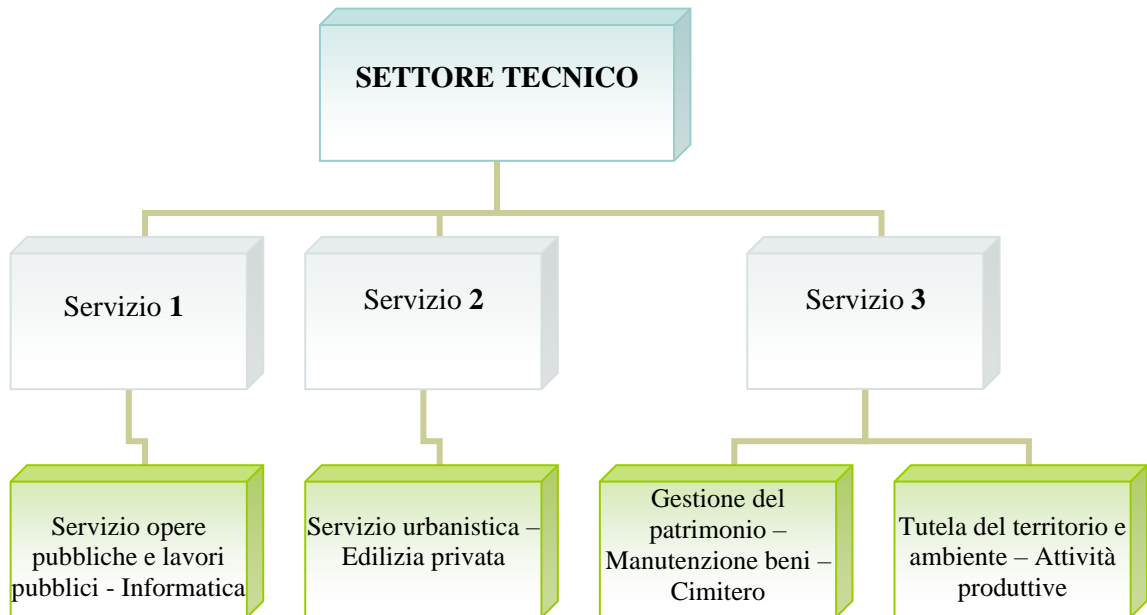 SETTORE TECNICO
Servizio 1
Servizio 2
Servizio 3
Servizio opere
pubbliche e lavori
pubblici - Informatica
Servizio urbanistica –
Edilizia privata
Gestione del
patrimonio –
Manutenzione beni –
Cimitero
Tutela del territorio e
ambiente – Attività
produttive